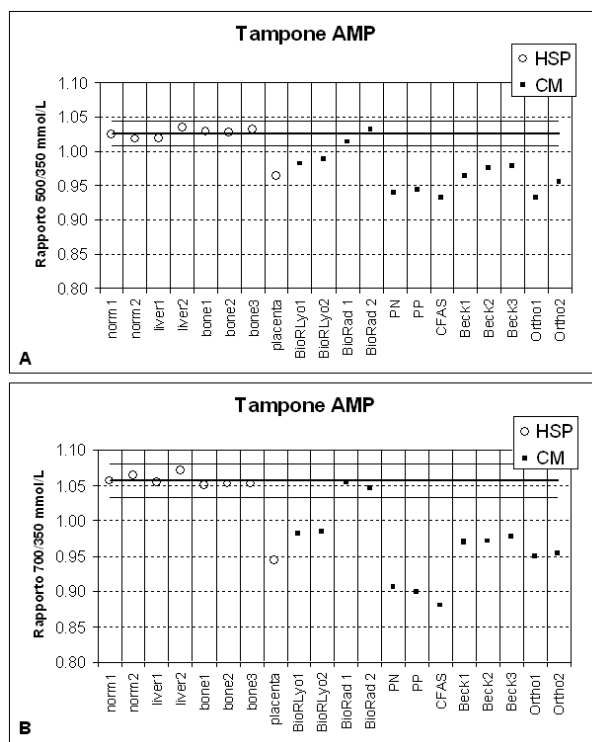 Tampone AMP
HSP
CM
Rapporto 500/350 mmol/L
1.10
1.05
1.00
0.95
0.90
0.85
0.80
norm 1
norm 2
liver1
liver2
bone1
bone2
bone3
placenta
BioRLyo1
BioRLyo2
BioRad 1
BioRad 2
PN
PP
CFAS
Beck1
Beck2
Beck3
Ortho1
Ortho2
A
Tampone AMP
HSP
CM
Rapporto 700/350 mmol/L
1.10
1.05
1.00
0.95
0.90
0.85
0.80
norm1
norm2
liver1
liver2
bone1
bone2
bone3
placenta
BioRLyo1
BioRLyo2
BioRad 1
BioRad 2
PN
PP
CFAS
Beck1
Beck2
Beck3
Ortho1
Ortho2
B